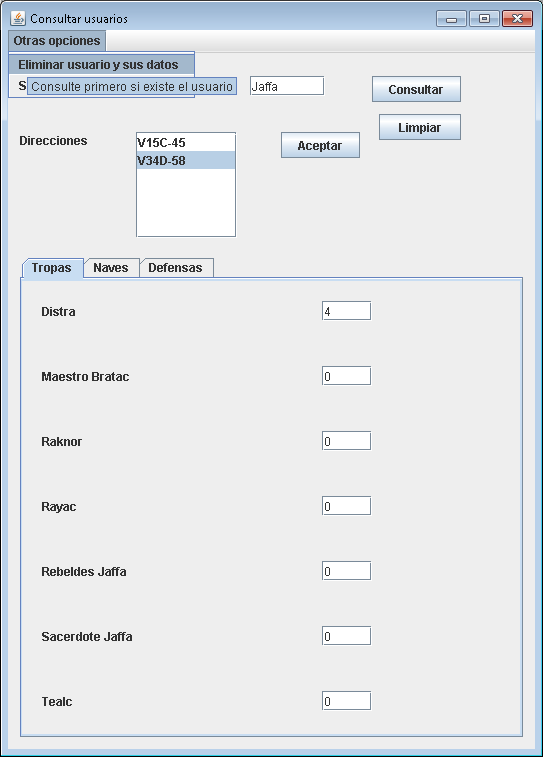 Consultar usuarios
Otras opciones
Eliminar usuario y sus datos
S
Consulte primero si existe el usuario
Jaffa
Consultar
Limpiar
Direcciones
V15C-45
V34D-58
Aceptar
Tropas Naves Defensas
Distra 4
Maestro Bratac 0
Raknor 0
Rayac 0
Rebeldes Jaffa 0
Sacerdote Jaffa 0
Tealc 0